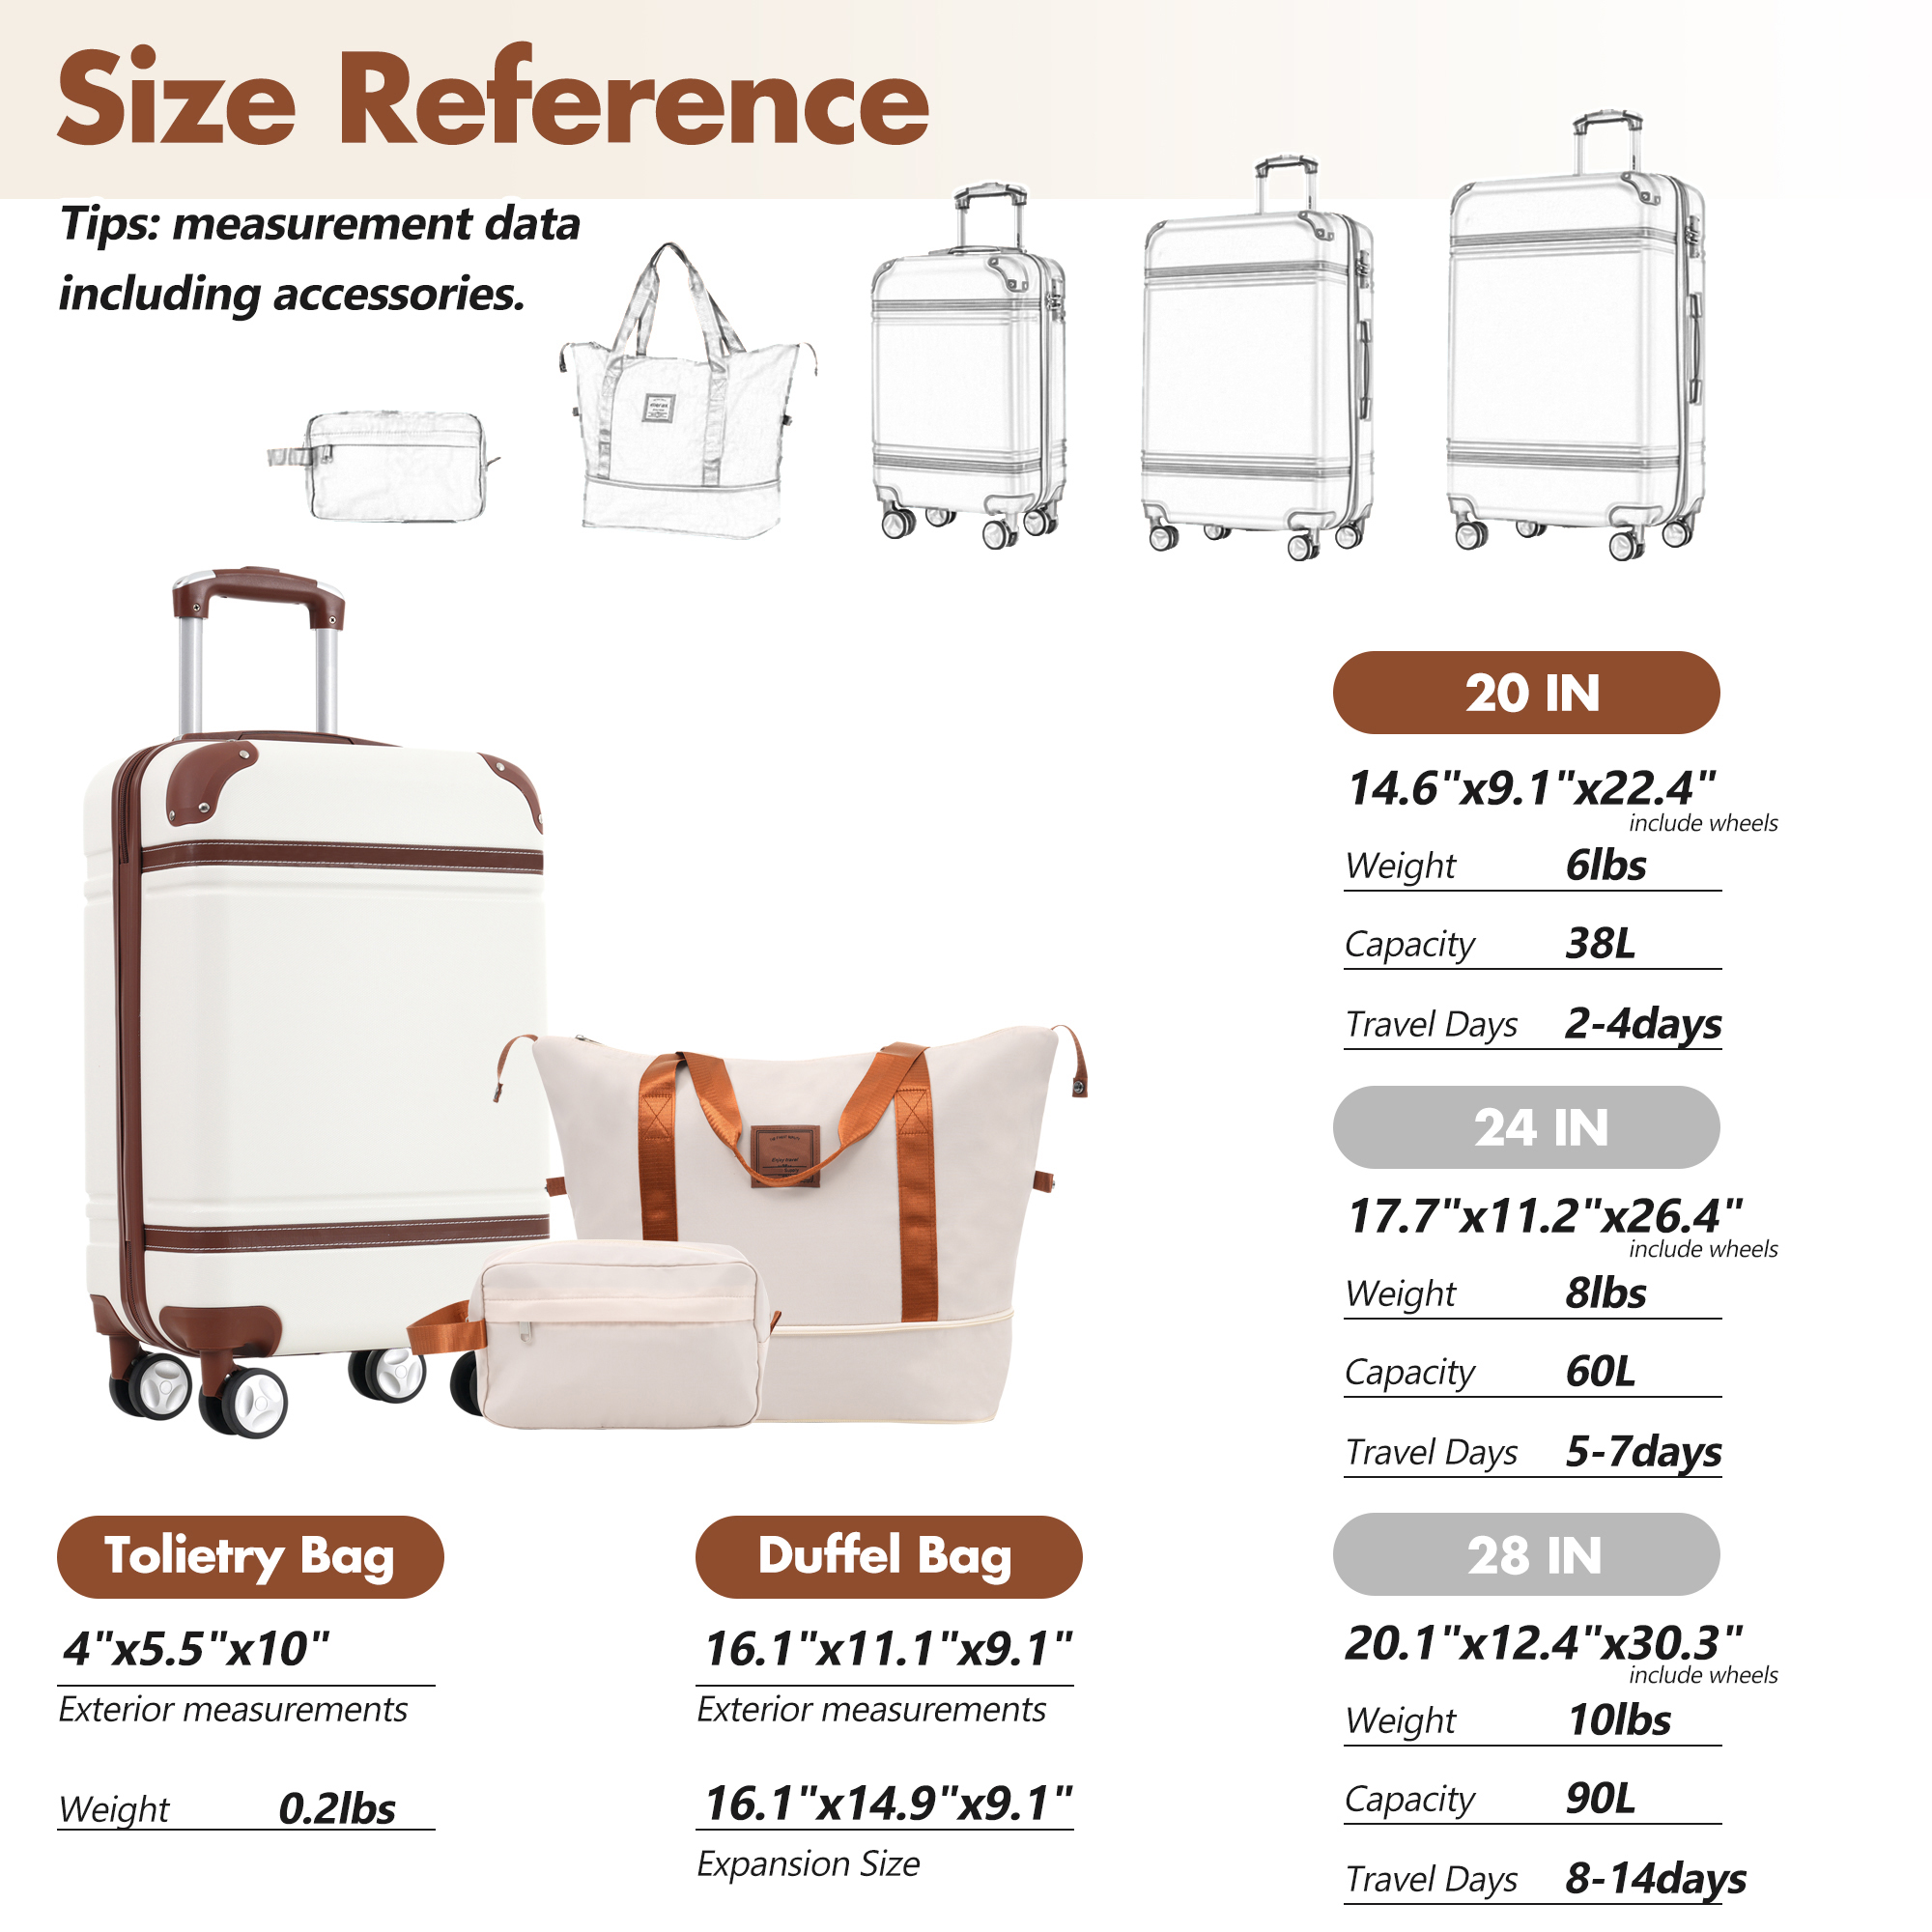 Size Reference
Tips: measurement data
including accessories.
20 IN
14.6"x9.1"x22.4"
include wheels
Weight 6lbs
Capacity 38L
Travel Days 2-4days
24 IN
17.7"x11.2"x26.4"
include wheels
Weight 8lbs
Capacity 60L
Travel Days 5-7days
Tolietry Bag
4"x5.5"x10"
Exterior measurements
Weight 0.2lbs
Duffel Bag
16.1"x11.1"x9.1"
Exterior measurements
16.1"x14.9"x9.1"
Expansion Size
28 IN
20.1"x12.4"x30.3"
include wheels
Weight 10lbs
Capacity 90L
Travel Days 8-14days